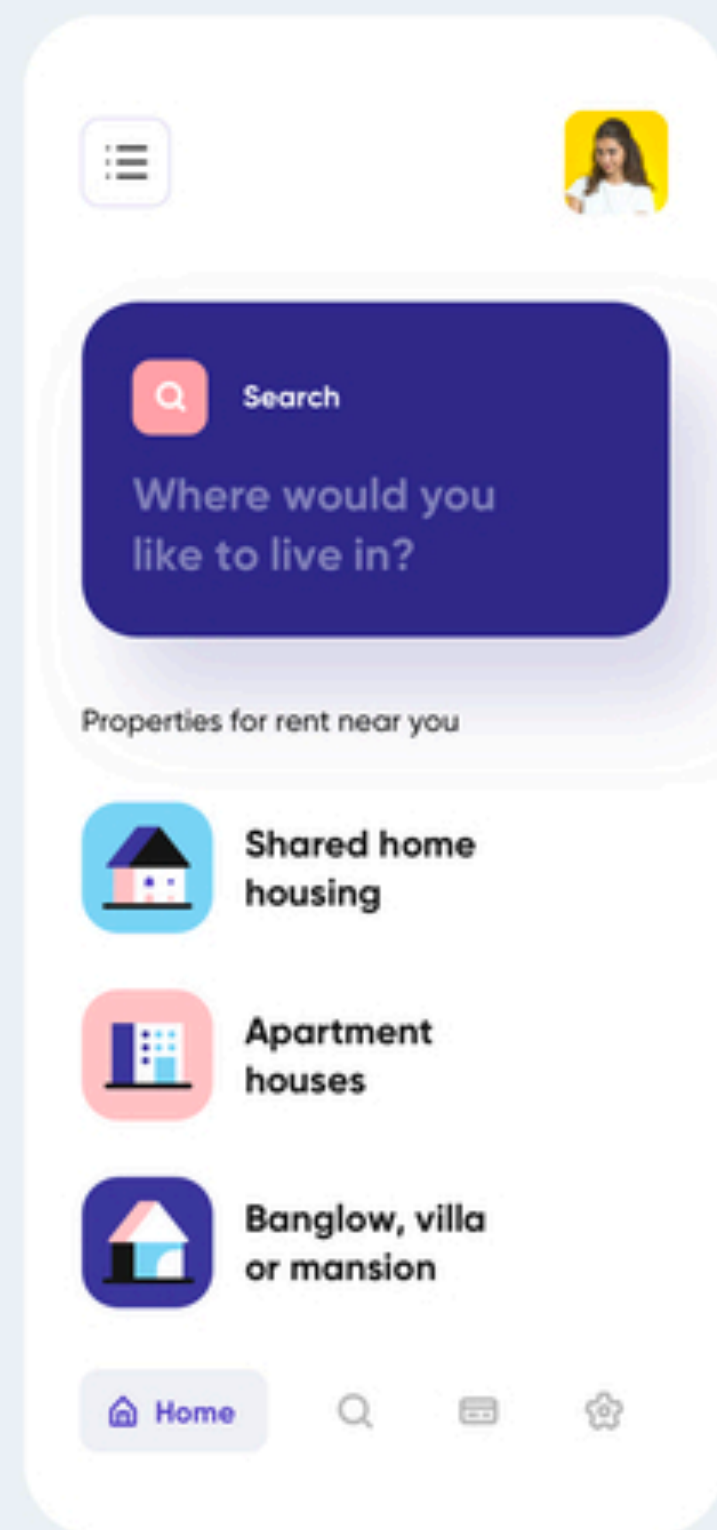 Search
Where would you
like to live in?
Properties for rent near you
Shared home
housing
Apartment
houses
Banglow, villa
or mansion
Home